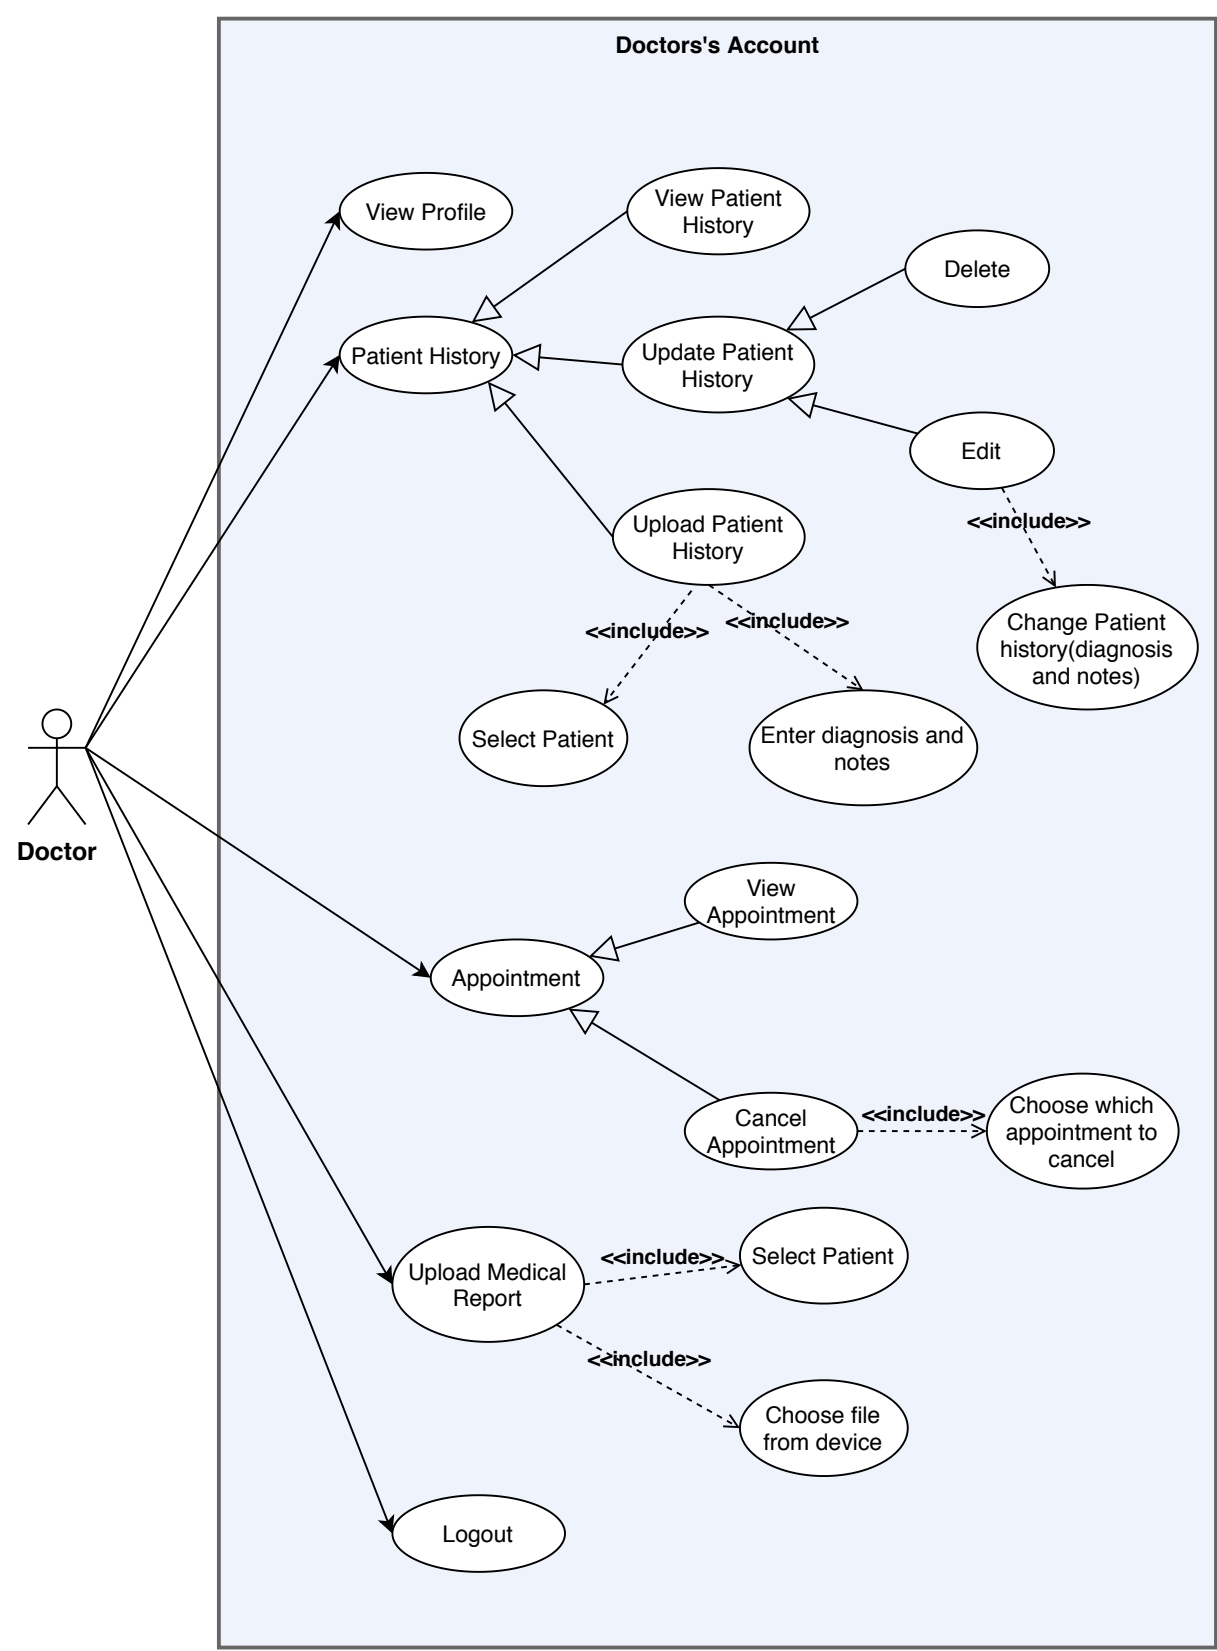 Doctors's Account
View Profile
View Patient
History
Delete
Patient History
Update Patient
History
Edit
<<include>>
Upload Patient
History
Change Patient
history(diagnosis
and notes)
<<include>>
<<include>>
Select Patient
Enter diagnosis and
notes
Doctor
View
Appointment
Appointment
Cancel
Appointment
<<include>>
Choose which
appointment to
cancel
Upload Medical
Report
<<include>>
Select Patient
<<include>>
Choose file
from device
Logout